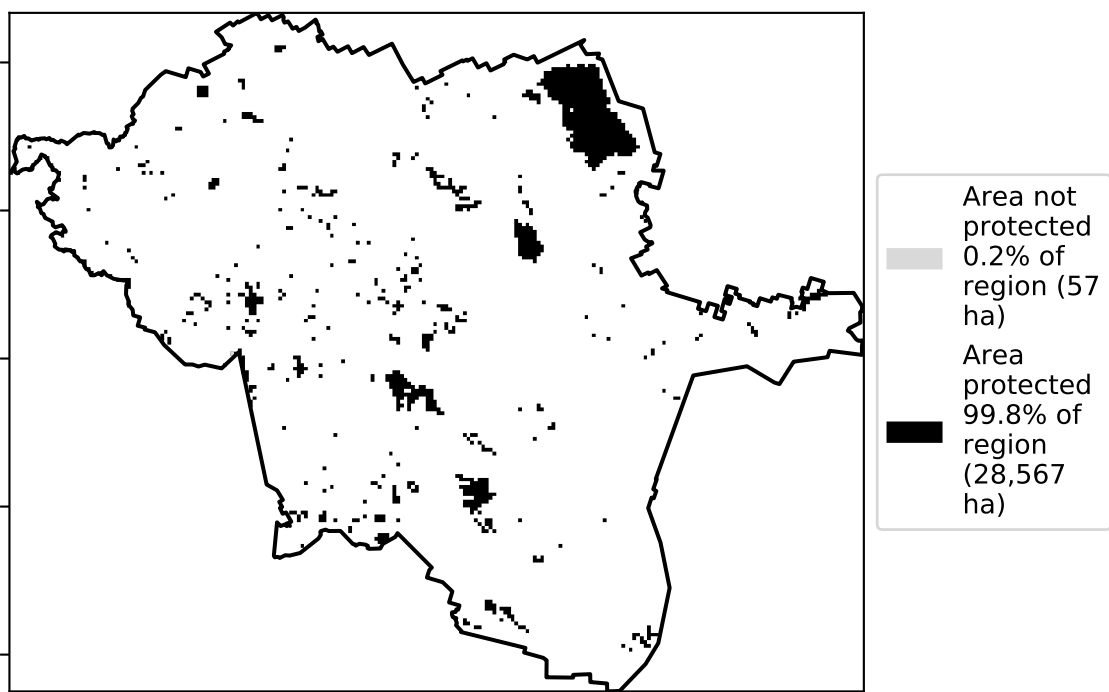 Area not
protected
0.2% of
region (57
ha)
Area
protected
99.8% of
region
(28,567
ha)